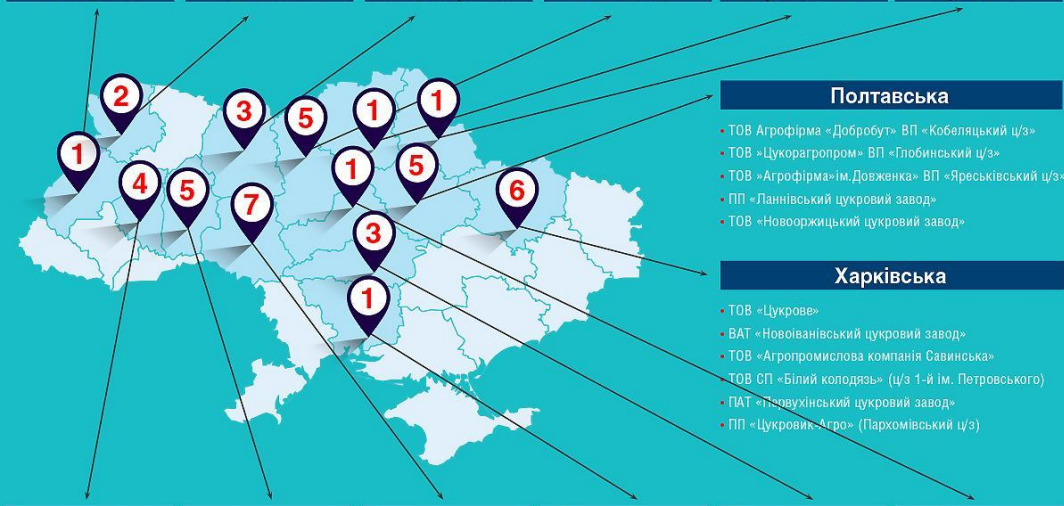 2
3
5
1
1
1
4
5
7
1
5
6
3
1
Полтавська
• ТОВ Агрофірма «Добробут» ВП «Кобеляцький ц/з»
• ТОВ »Цукорагропром» ВП «Глобинський ц/з»
• ТОВ »Агрофірма»ім.Довженка» ВП «Яреськівський ц/з»
• ПП «Ланнівський цукровий завод»
• ТОВ «Новооржицький цукровий завод»
Харківська
• ТОВ «Цукрове»
• ВАТ «Новоіванівський цукровий завод»
• ТОВ «Агропромислова компанія Савинська»
• ТОВ СП «Білий колодязь» (ц/з 1-й ім. Петровського)
• ПАТ «Первухінський цукровий завод»
• ПП «Цукровик-Агро» (Пархомівський ц/з)